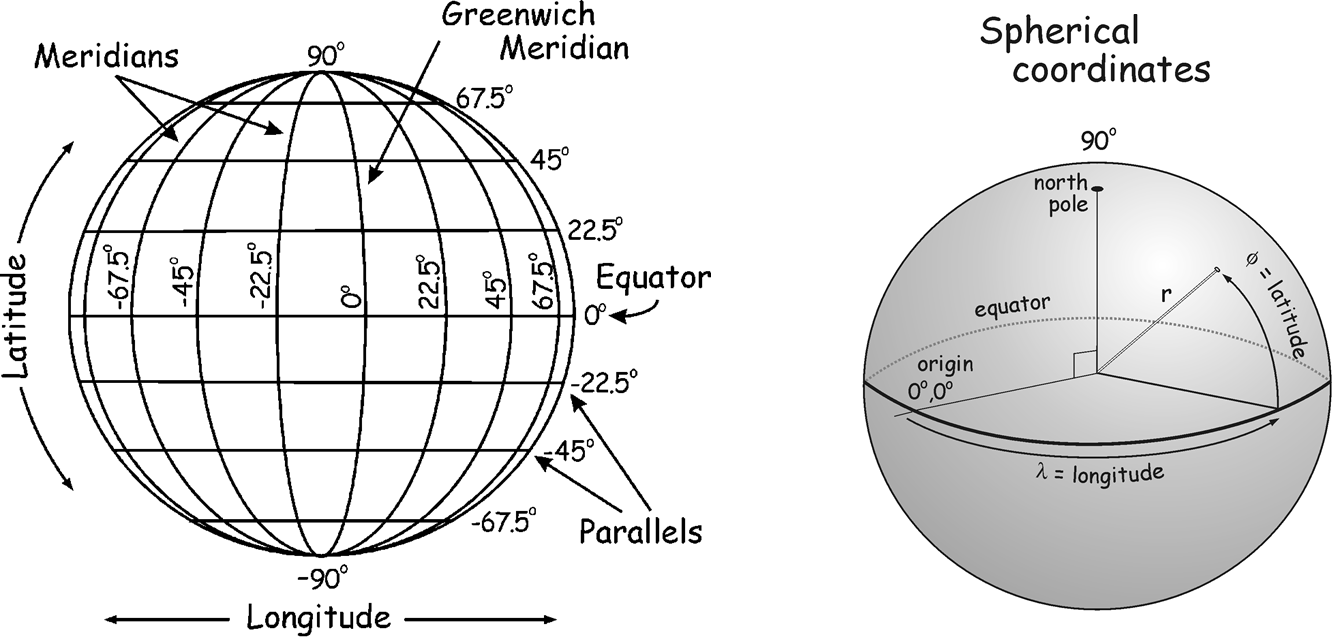 Greenwich
Meridian
Meridians
90°
67.5°
45°
22.5°
-67.5°
-45°
-22.5°
0°
22.5°
45°
67.5°
Equator
0°
Latitude
-22.5°
-45°
-67.5°
Parallels
-90°
Longitude
Spherical
coordinates
90°
north
pole
r
ϕ = latitude
equator
origin
0°,0°
λ = longitude